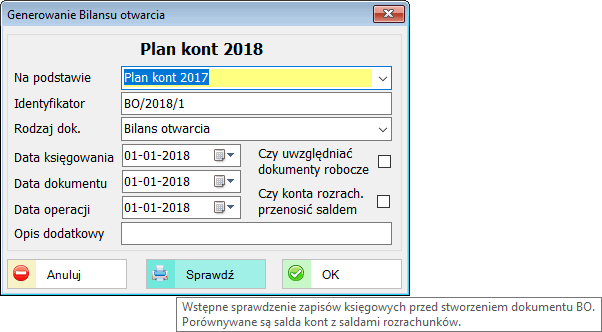 Generowanie Bilansu otwarcia
Plan kont 2018
Na podstawie Plan kont 2017
Identyfikator BO/2018/1
Rodzaj dok. Bilans otwarcia
Data księgowania 01-01-2018
Data dokumentu 01-01-2018
Data operacji 01-01-2018
Czy uwzględniać
dokumenty robocze
Czy konta rozrach.
przenosić saldem
Opis dodatkowy
Anuluj Sprawdź OK
Wstępne sprawdzenie zapisów księgowych przed stworzeniem dokumentu BO.
Porównywane są salda kont z saldami rozrachunków.